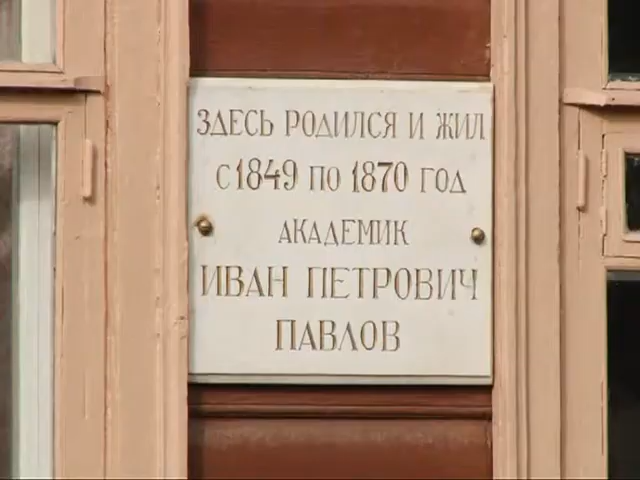 ЗДЕСЬ РОДИЛСЯ И ЖИЛ
С 1849 ПО 1870 ГОД
АКАДЕМИК
ИВАН ПЕТРОВИЧ
ПАВЛОВ